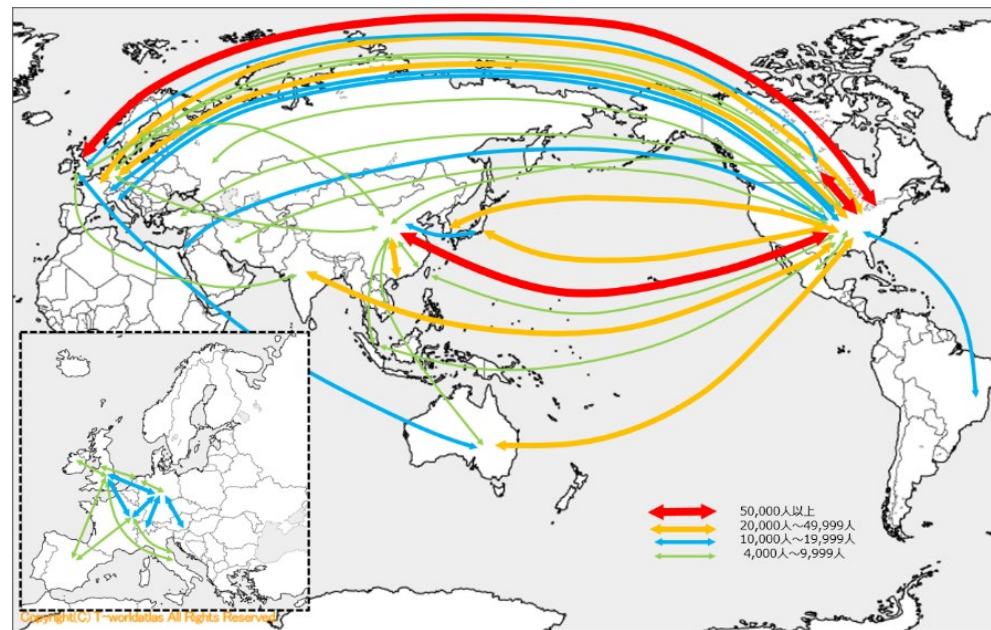 50,000人以上
20,000人～49,999人
10,000人～19,999人
4,000人～9,999人
Copyright(C) T-worldatlas All Rights Reserved